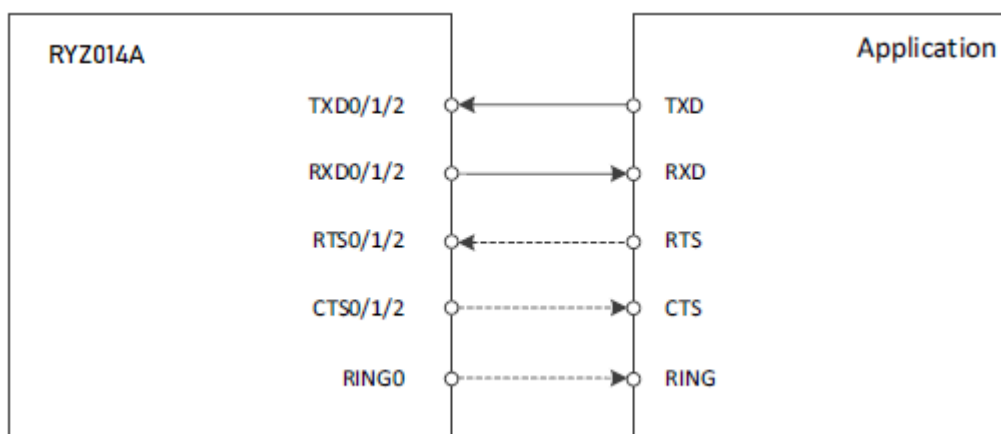 RYZ014A
Application
TXD0/1/2
TXD
RXD0/1/2
RXD
RTS0/1/2
RTS
CTS0/1/2
CTS
RING0
RING